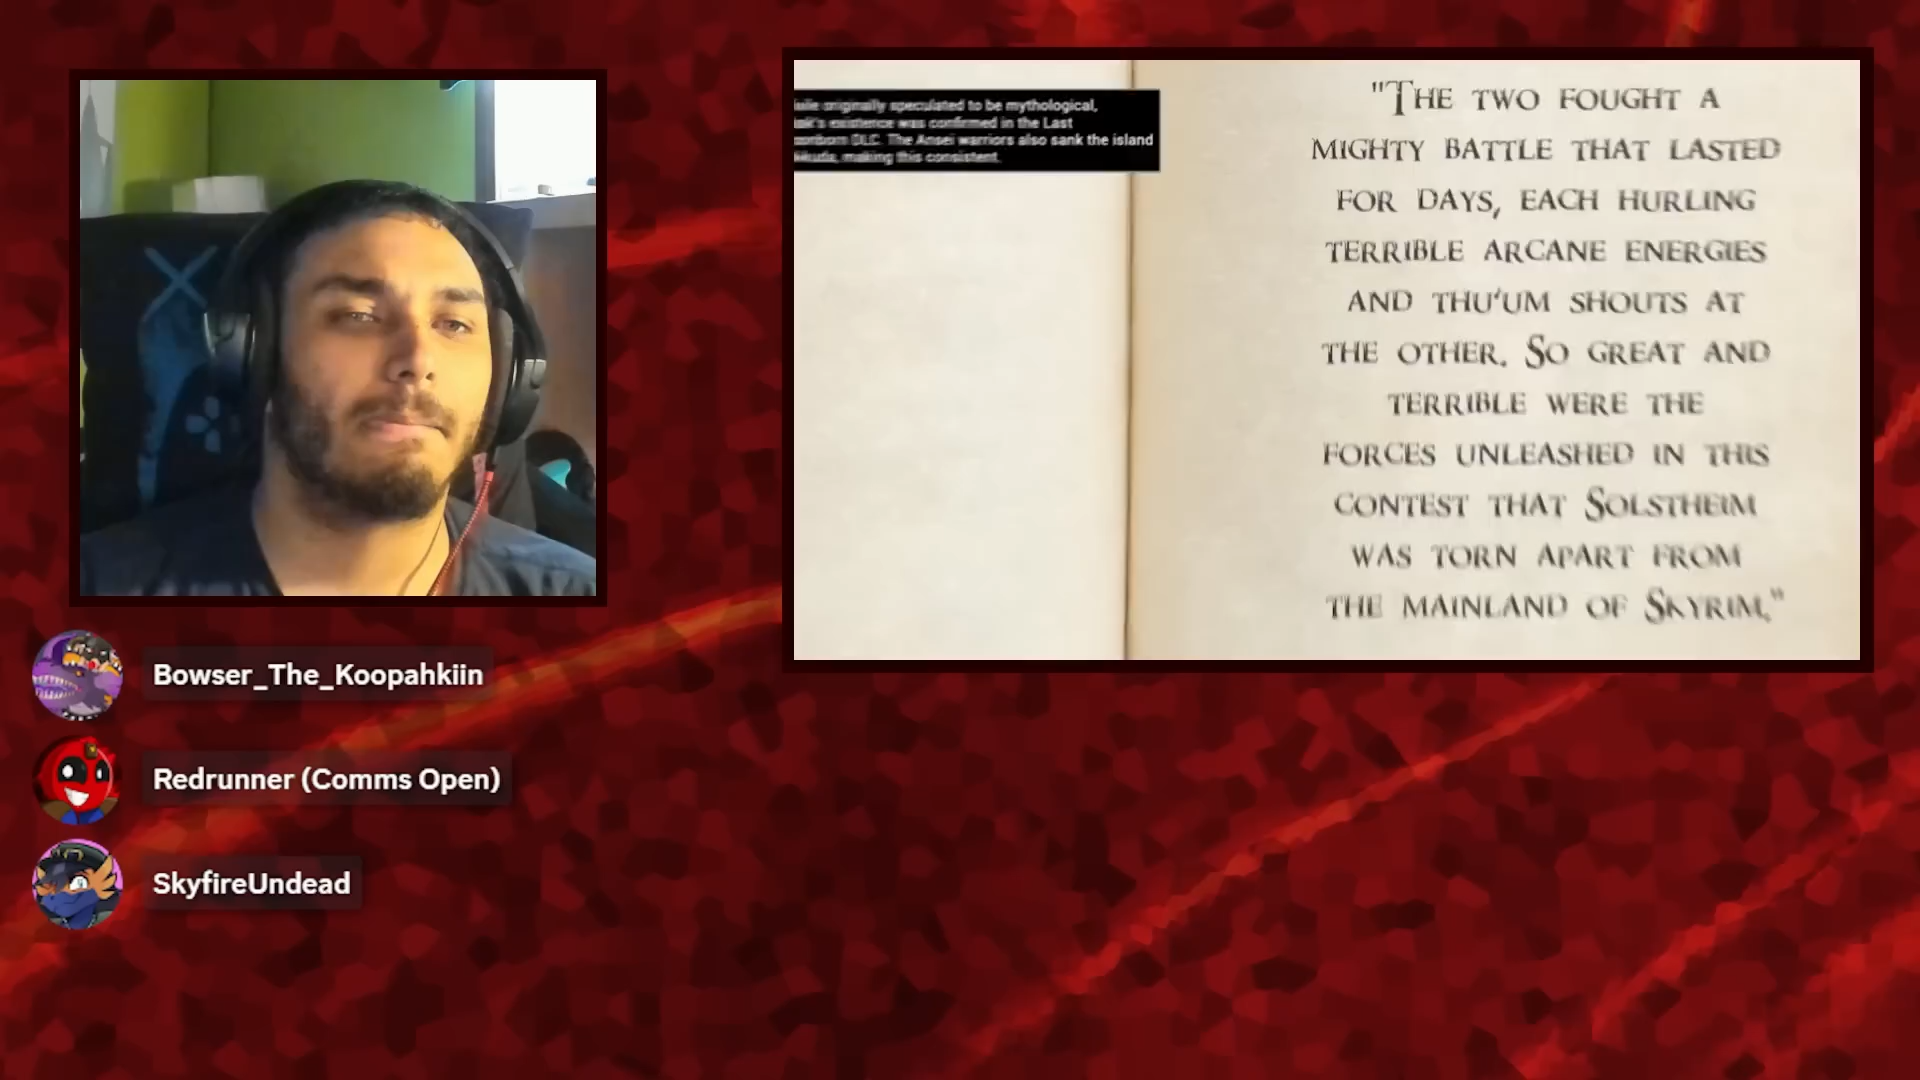 originally speculated to be mythological,
existence was confirmed in the Last
DLC. The Ansei warriors also sank the island
making this consistent.
"THE TWO FOUGHT A
MIGHTY BATTLE THAT LASTED
FOR DAYS, EACH HURLING
TERRIBLE ARCANE ENERGIES
AND THU'UM SHOUTS AT
THE OTHER. SO GREAT AND
TERRIBLE WERE THE
FORCES UNLEASHED IN THIS
CONTEST THAT SOLSTHEIM
WAS TORN APART FROM
THE MAINLAND OF SKYRIM."
Bowser_The_Koopahkiin
Redrunner (Comms Open)
SkyfireUndead